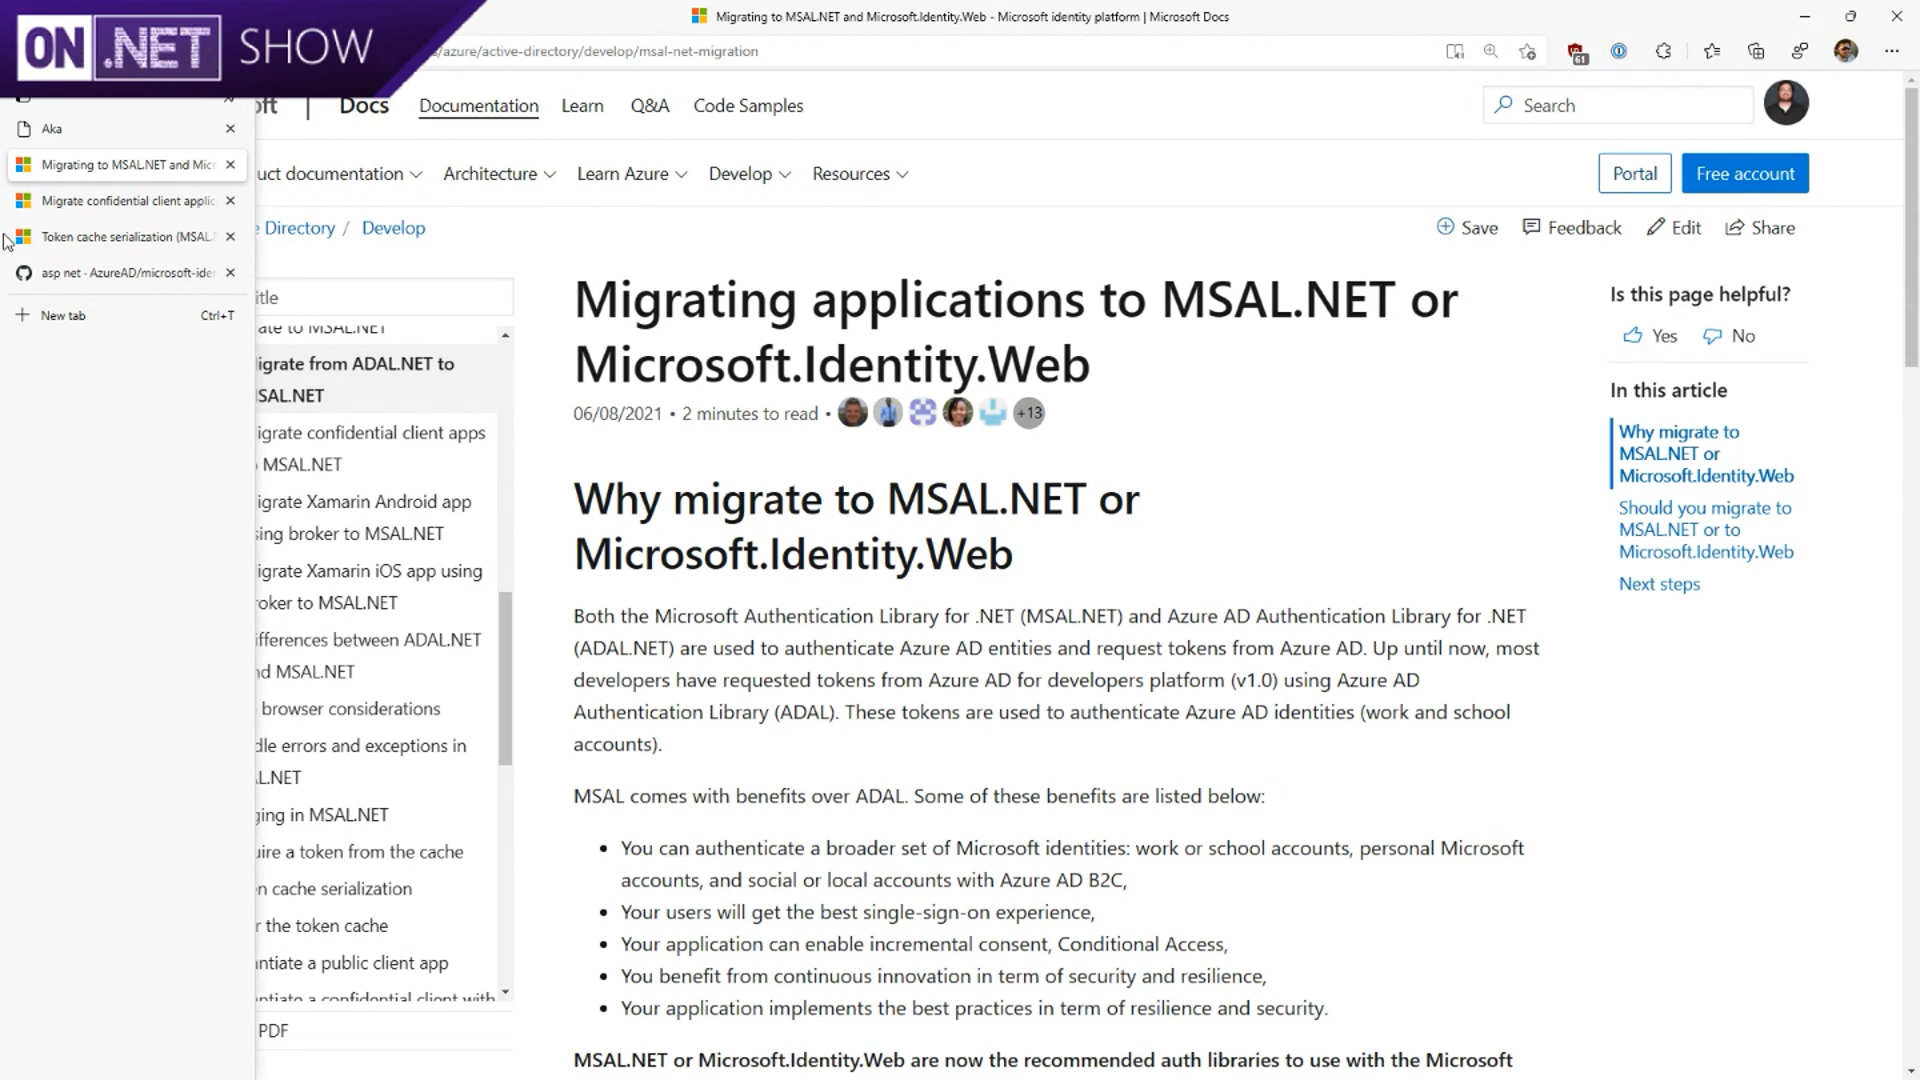 ON .NET SHOW
Migrating to MSAL.NET and Microsoft.Identity.Web - Microsoft identity platform | Microsoft Docs
/azure/active-directory/develop/msal-net-migration
61
Docs
Documentation
Learn
Q&A
Code Samples
Search
Aka
Migrating to MSAL.NET and Micr
Migrate confidential client applic
Token cache serialization (MSAL.
asp net - AzureAD/microsoft-ide
New tab
Ctrl+T
uct documentation
Architecture
Learn Azure
Develop
Resources
Portal
Free account
e Directory / Develop
Save
Feedback
Edit
Share
itle
ate to MSAL.NET
igrate from ADAL.NET to
SAL.NET
igrate confidential client apps
MSAL.NET
igrate Xamarin Android app
sing broker to MSAL.NET
igrate Xamarin iOS app using
roker to MSAL.NET
ifferences between ADAL.NET
nd MSAL.NET
browser considerations
dle errors and exceptions in
L.NET
ging in MSAL.NET
uire a token from the cache
n cache serialization
r the token cache
antiate a public client app
antiate a confidential client with
PDF
Migrating applications to MSAL.NET or
Microsoft.Identity.Web
06/08/2021 • 2 minutes to read • +13
Why migrate to MSAL.NET or
Microsoft.Identity.Web
Both the Microsoft Authentication Library for .NET (MSAL.NET) and Azure AD Authentication Library for .NET
(ADAL.NET) are used to authenticate Azure AD entities and request tokens from Azure AD. Up until now, most
developers have requested tokens from Azure AD for developers platform (v1.0) using Azure AD
Authentication Library (ADAL). These tokens are used to authenticate Azure AD identities (work and school
accounts).
MSAL comes with benefits over ADAL. Some of these benefits are listed below:
• You can authenticate a broader set of Microsoft identities: work or school accounts, personal Microsoft
accounts, and social or local accounts with Azure AD B2C,
• Your users will get the best single-sign-on experience,
• Your application can enable incremental consent, Conditional Access,
• You benefit from continuous innovation in term of security and resilience,
• Your application implements the best practices in term of resilience and security.
MSAL.NET or Microsoft.Identity.Web are now the recommended auth libraries to use with the Microsoft
Is this page helpful?
Yes
No
In this article
Why migrate to
MSAL.NET or
Microsoft.Identity.Web
Should you migrate to
MSAL.NET or to
Microsoft.Identity.Web
Next steps